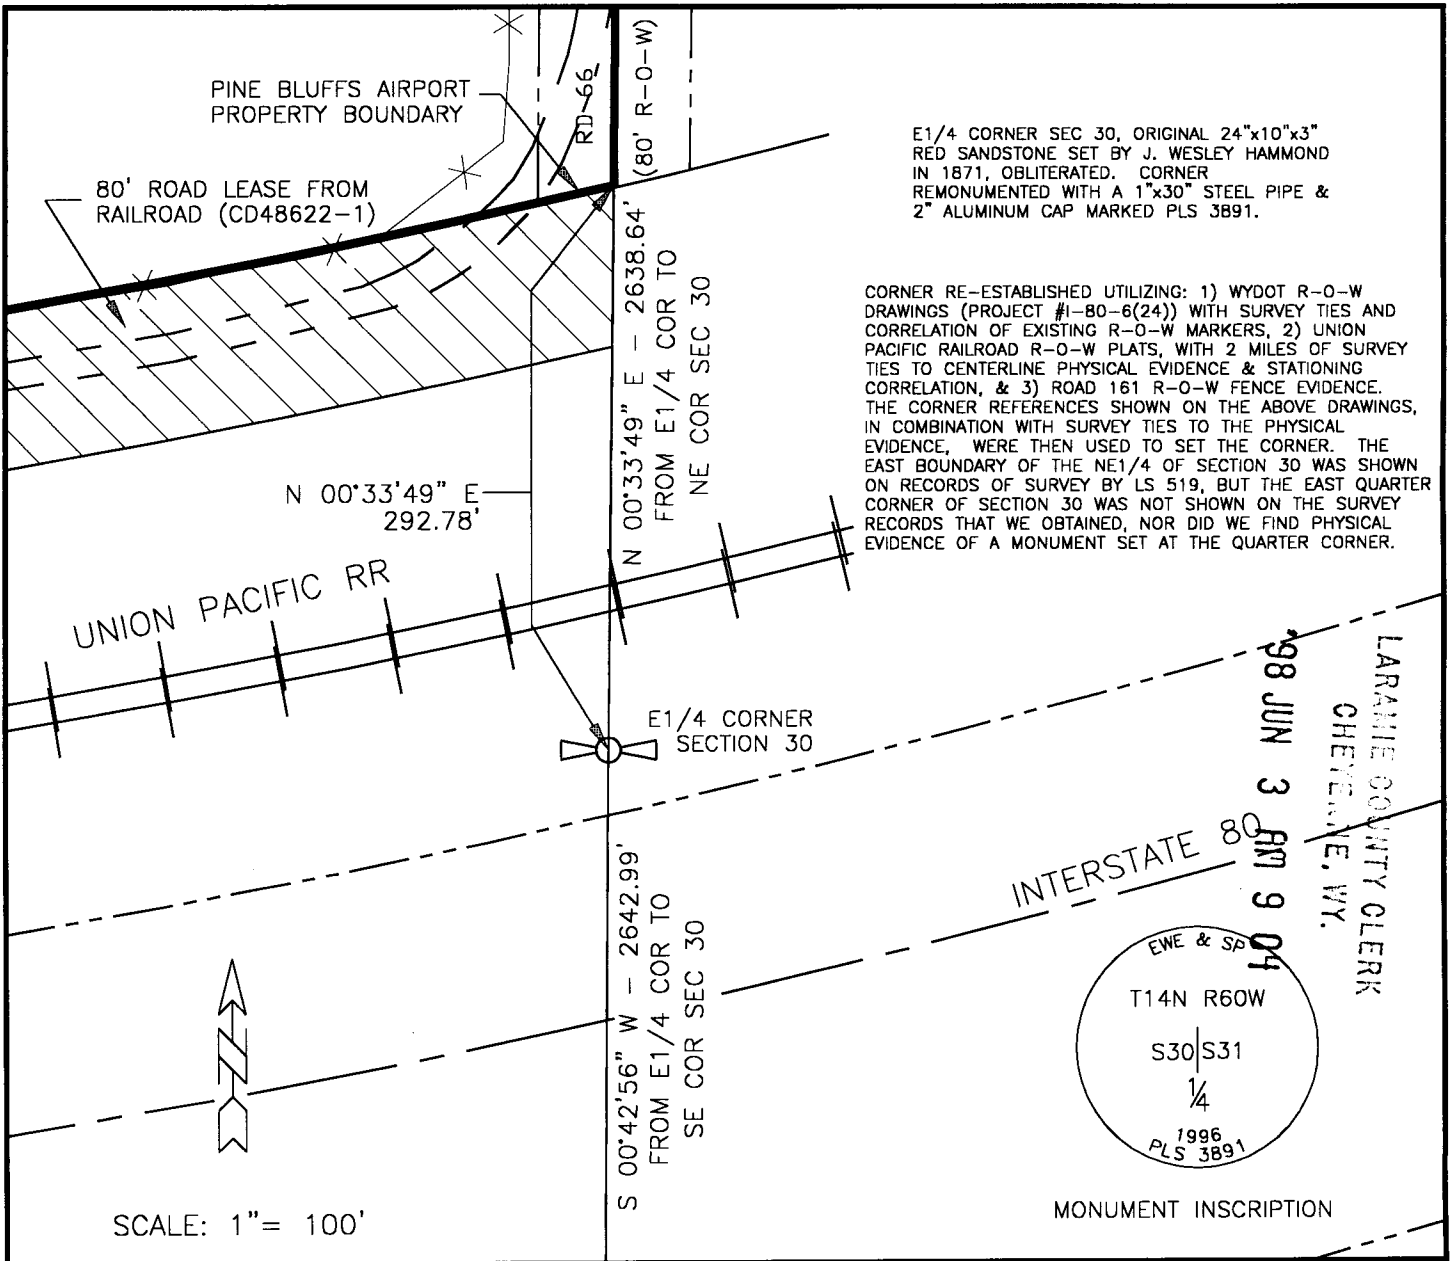 PINE BLUFFS AIRPORT
PROPERTY BOUNDARY
80' ROAD LEASE FROM
RAILROAD (CD48622-1)
RD-66
(80' R-O-W)
E1/4 CORNER SEC 30, ORIGINAL 24"x10"x3"
RED SANDSTONE SET BY J. WESLEY HAMMOND
IN 1871, OBLITERATED. CORNER
REMONUMENTED WITH A 1"x30" STEEL PIPE &
2" ALUMINUM CAP MARKED PLS 3891.
CORNER RE-ESTABLISHED UTILIZING: 1) WYDOT R-O-W
DRAWINGS (PROJECT #I-80-6(24)) WITH SURVEY TIES AND
CORRELATION OF EXISTING R-O-W MARKERS, 2) UNION
PACIFIC RAILROAD R-O-W PLATS, WITH 2 MILES OF SURVEY
TIES TO CENTERLINE PHYSICAL EVIDENCE & STATIONING
CORRELATION, & 3) ROAD 161 R-O-W FENCE EVIDENCE.
THE CORNER REFERENCES SHOWN ON THE ABOVE DRAWINGS,
IN COMBINATION WITH SURVEY TIES TO THE PHYSICAL
EVIDENCE, WERE THEN USED TO SET THE CORNER. THE
EAST BOUNDARY OF THE NE1/4 OF SECTION 30 WAS SHOWN
ON RECORDS OF SURVEY BY LS 519, BUT THE EAST QUARTER
CORNER OF SECTION 30 WAS NOT SHOWN ON THE SURVEY
RECORDS THAT WE OBTAINED, NOR DID WE FIND PHYSICAL
EVIDENCE OF A MONUMENT SET AT THE QUARTER CORNER.
N 00°33'49" E - 2638.64'
FROM E1/4 COR TO
NE COR SEC 30
N 00°33'49" E
292.78'
UNION PACIFIC RR
E1/4 CORNER
SECTION 30
S 00°42'56" W - 2642.99'
FROM E1/4 COR TO
SE COR SEC 30
INTERSTATE 80
LARAMIE COUNTY CLERK
CHEYENNE, WY.
'98 JUN 3 AM 9 04
EWE & SP
T14N R60W
S30|S31
1/4
1996
PLS 3891
MONUMENT INSCRIPTION
SCALE: 1"= 100'